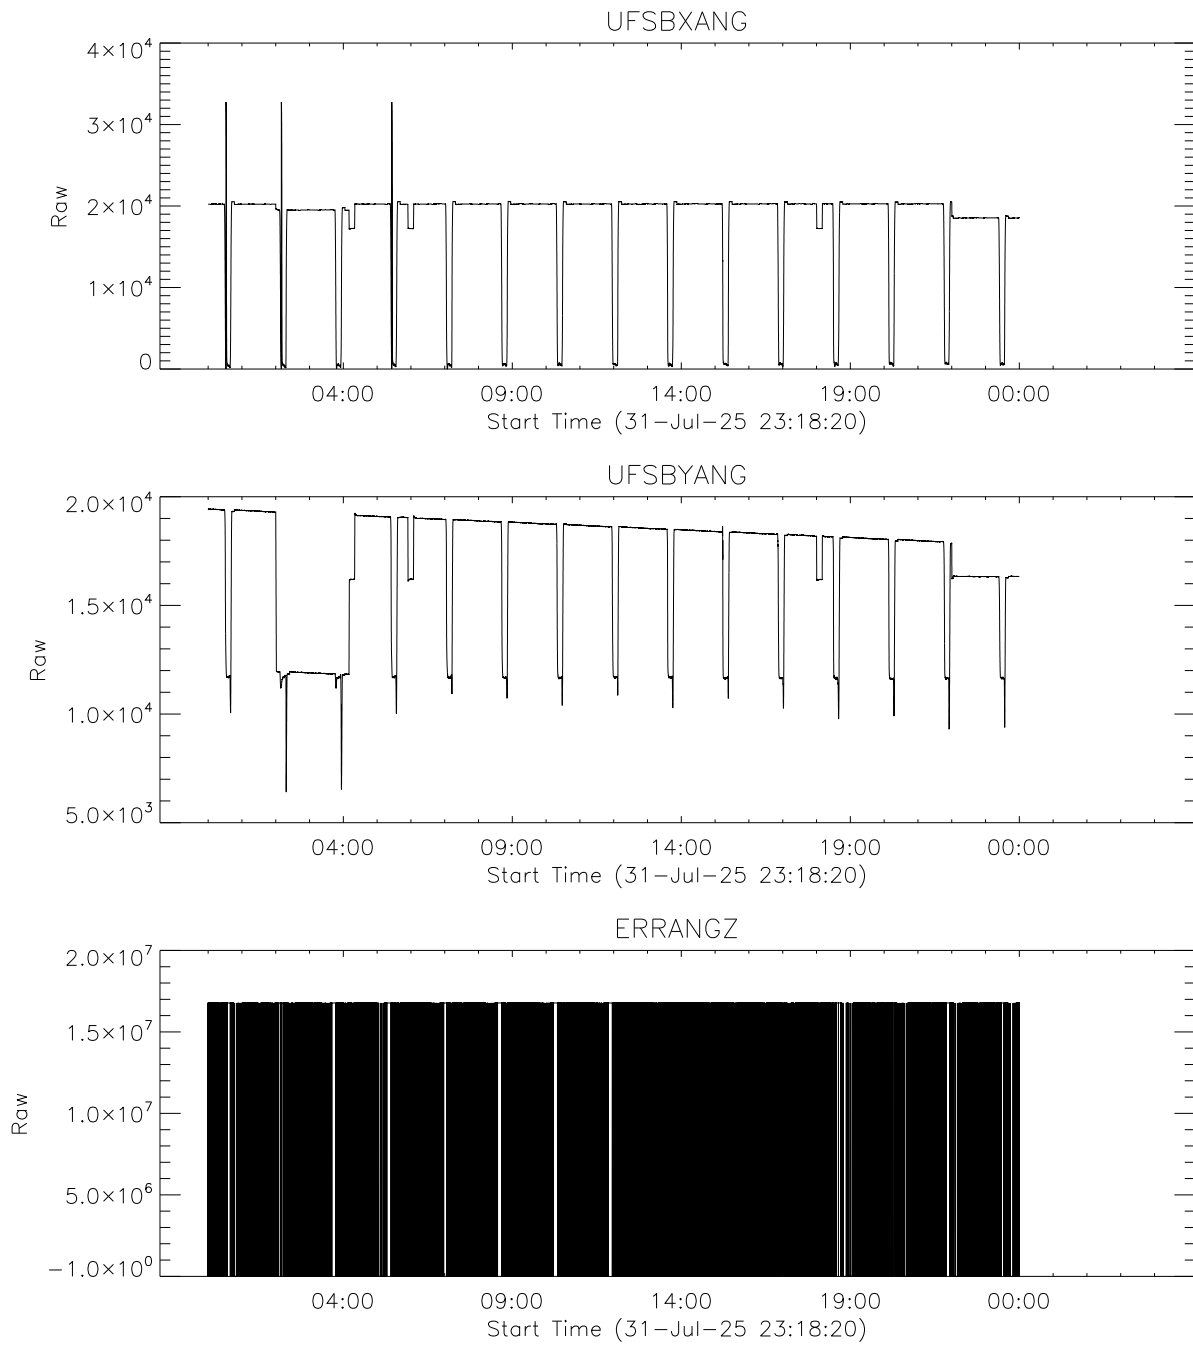 UFSBXANG
4×10⁴
3×10⁴
2×10⁴
1×10⁴
0
Raw
04:00 09:00 14:00 19:00 00:00
Start Time (31-Jul-25 23:18:20)
UFSBYANG
2.0×10⁴
1.5×10⁴
1.0×10⁴
5.0×10³
Raw
04:00 09:00 14:00 19:00 00:00
Start Time (31-Jul-25 23:18:20)
ERRANGZ
2.0×10⁷
1.5×10⁷
1.0×10⁷
5.0×10⁶
-1.0×10⁰
Raw
04:00 09:00 14:00 19:00 00:00
Start Time (31-Jul-25 23:18:20)